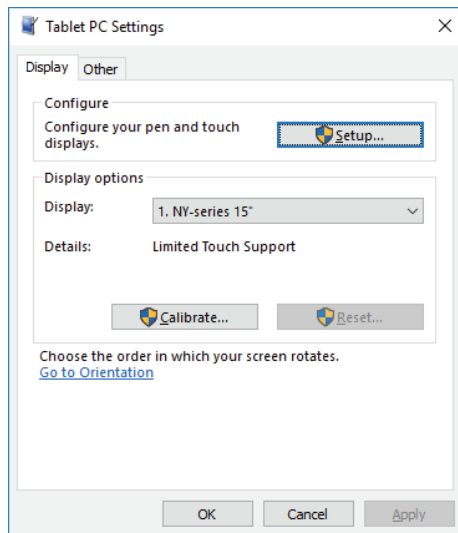 Tablet PC Settings
Display Other
Configure
Configure your pen and touch
displays.
Setup...
Display options
Display: 1. NY-series 15"
Details: Limited Touch Support
Calibrate... Reset...
Choose the order in which your screen rotates.
Go to Orientation
OK Cancel Apply